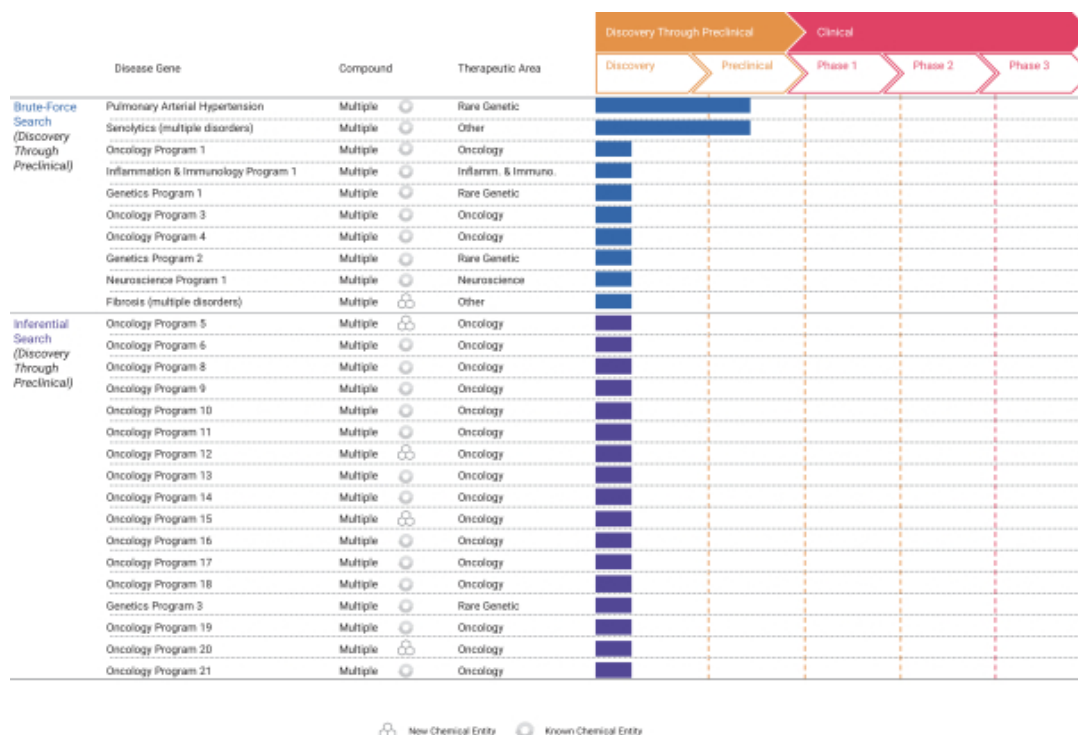 Discovery Through Preclinical Clinical
Disease Gene Compound Therapeutic Area Discovery Preclinical Phase 1 Phase 2 Phase 3
Brute-Force Search (Discovery Through Preclinical)
Pulmonary Arterial Hypertension Multiple Rare Genetic
Senolytics (multiple disorders) Multiple Other
Oncology Program 1 Multiple Oncology
Inflammation & Immunology Program 1 Multiple Inflamm. & Immuno.
Genetics Program 1 Multiple Rare Genetic
Oncology Program 3 Multiple Oncology
Oncology Program 4 Multiple Oncology
Genetics Program 2 Multiple Rare Genetic
Neuroscience Program 1 Multiple Neuroscience
Fibrosis (multiple disorders) Multiple Other
Inferential Search (Discovery Through Preclinical)
Oncology Program 5 Multiple Oncology
Oncology Program 6 Multiple Oncology
Oncology Program 8 Multiple Oncology
Oncology Program 9 Multiple Oncology
Oncology Program 10 Multiple Oncology
Oncology Program 11 Multiple Oncology
Oncology Program 12 Multiple Oncology
Oncology Program 13 Multiple Oncology
Oncology Program 14 Multiple Oncology
Oncology Program 15 Multiple Oncology
Oncology Program 16 Multiple Oncology
Oncology Program 17 Multiple Oncology
Oncology Program 18 Multiple Oncology
Genetics Program 3 Multiple Rare Genetic
Oncology Program 19 Multiple Oncology
Oncology Program 20 Multiple Oncology
Oncology Program 21 Multiple Oncology
New Chemical Entity Known Chemical Entity